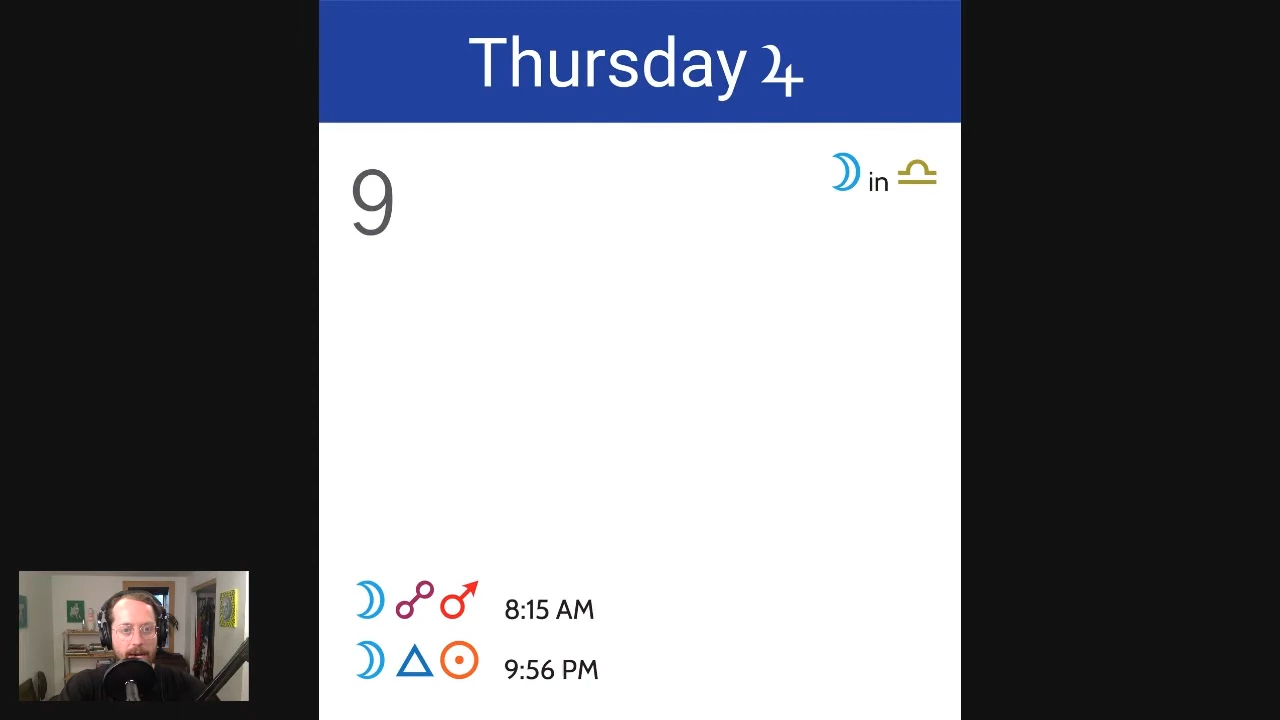 Thursday ♃
9
☽ in ♎
☽ ☍ ♂ 8:15 AM
☽ △ ☉ 9:56 PM